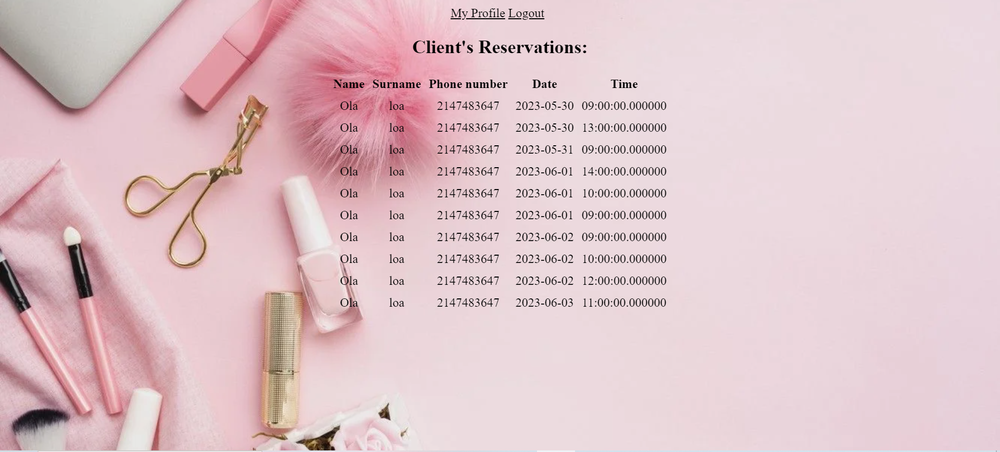 My Profile Logout
Client's Reservations:
Name Surname Phone number Date Time
Ola loa 2147483647 2023-05-30 09:00:00.000000
Ola loa 2147483647 2023-05-30 13:00:00.000000
Ola loa 2147483647 2023-05-31 09:00:00.000000
Ola loa 2147483647 2023-06-01 14:00:00.000000
Ola loa 2147483647 2023-06-01 10:00:00.000000
Ola loa 2147483647 2023-06-01 09:00:00.000000
Ola loa 2147483647 2023-06-02 09:00:00.000000
Ola loa 2147483647 2023-06-02 10:00:00.000000
Ola loa 2147483647 2023-06-02 12:00:00.000000
Ola loa 2147483647 2023-06-03 11:00:00.000000